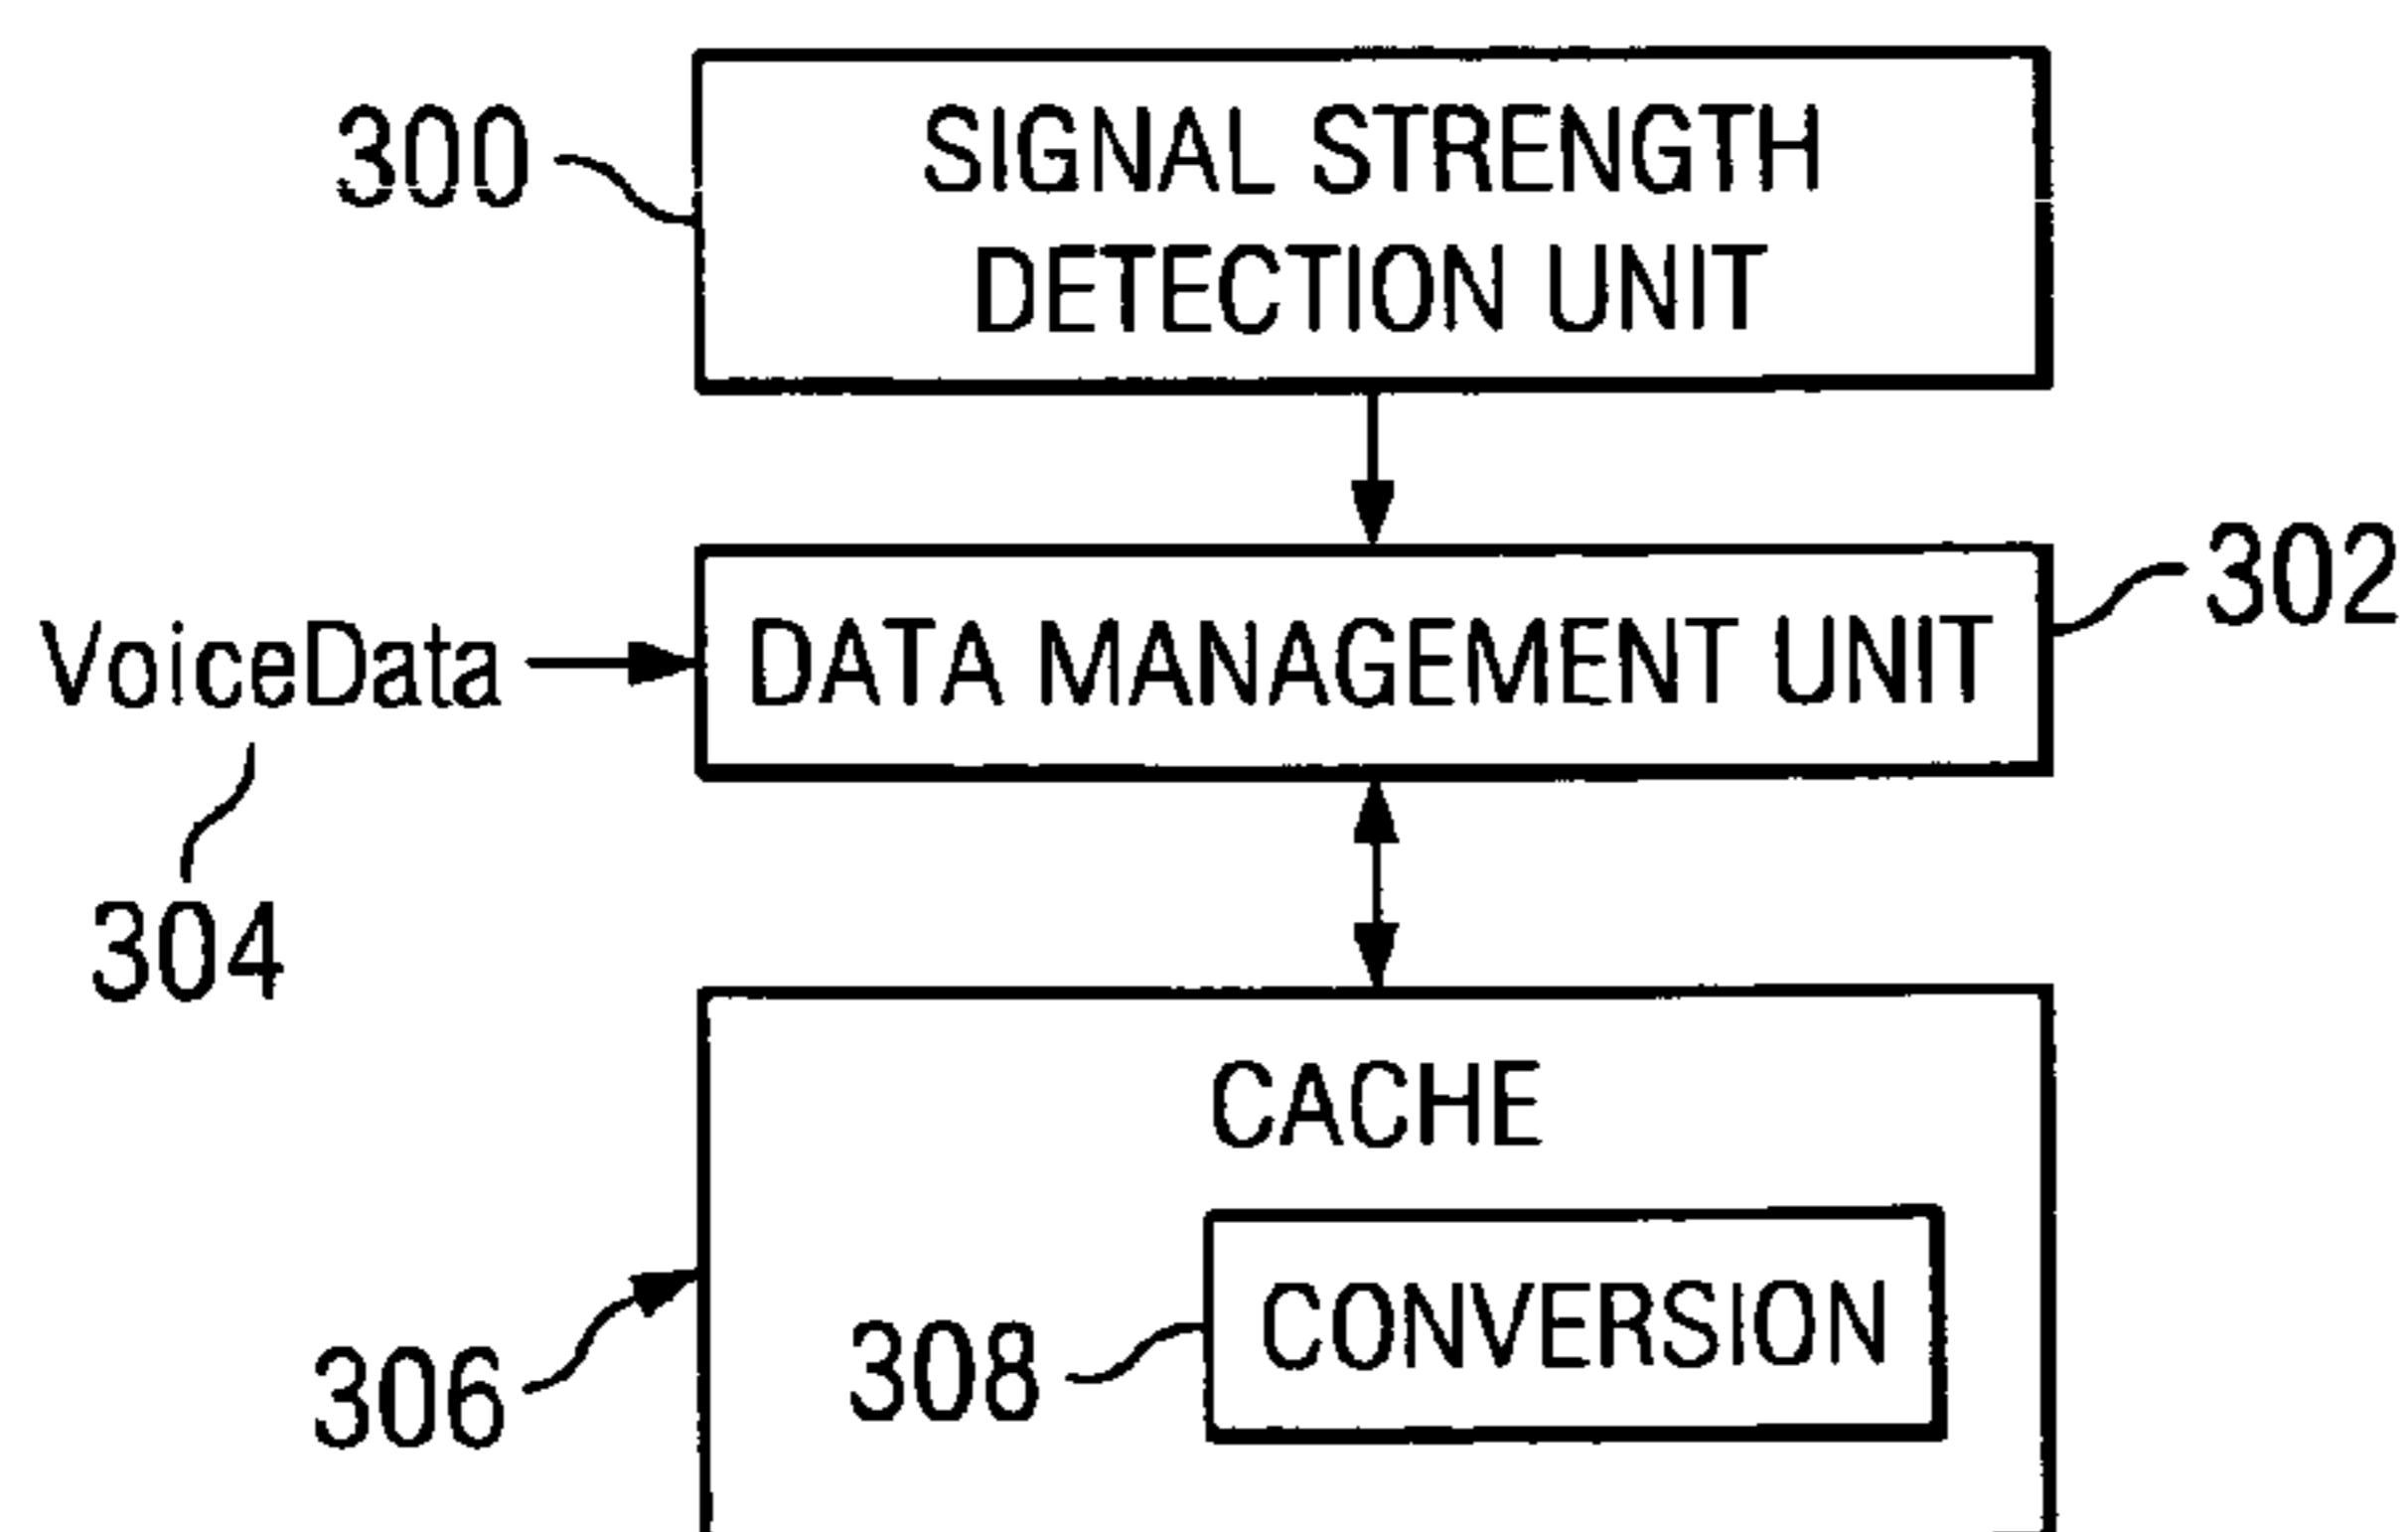 300
SIGNAL STRENGTH
DETECTION UNIT
302
VoiceData
DATA MANAGEMENT UNIT
304
CACHE
306
308
CONVERSION